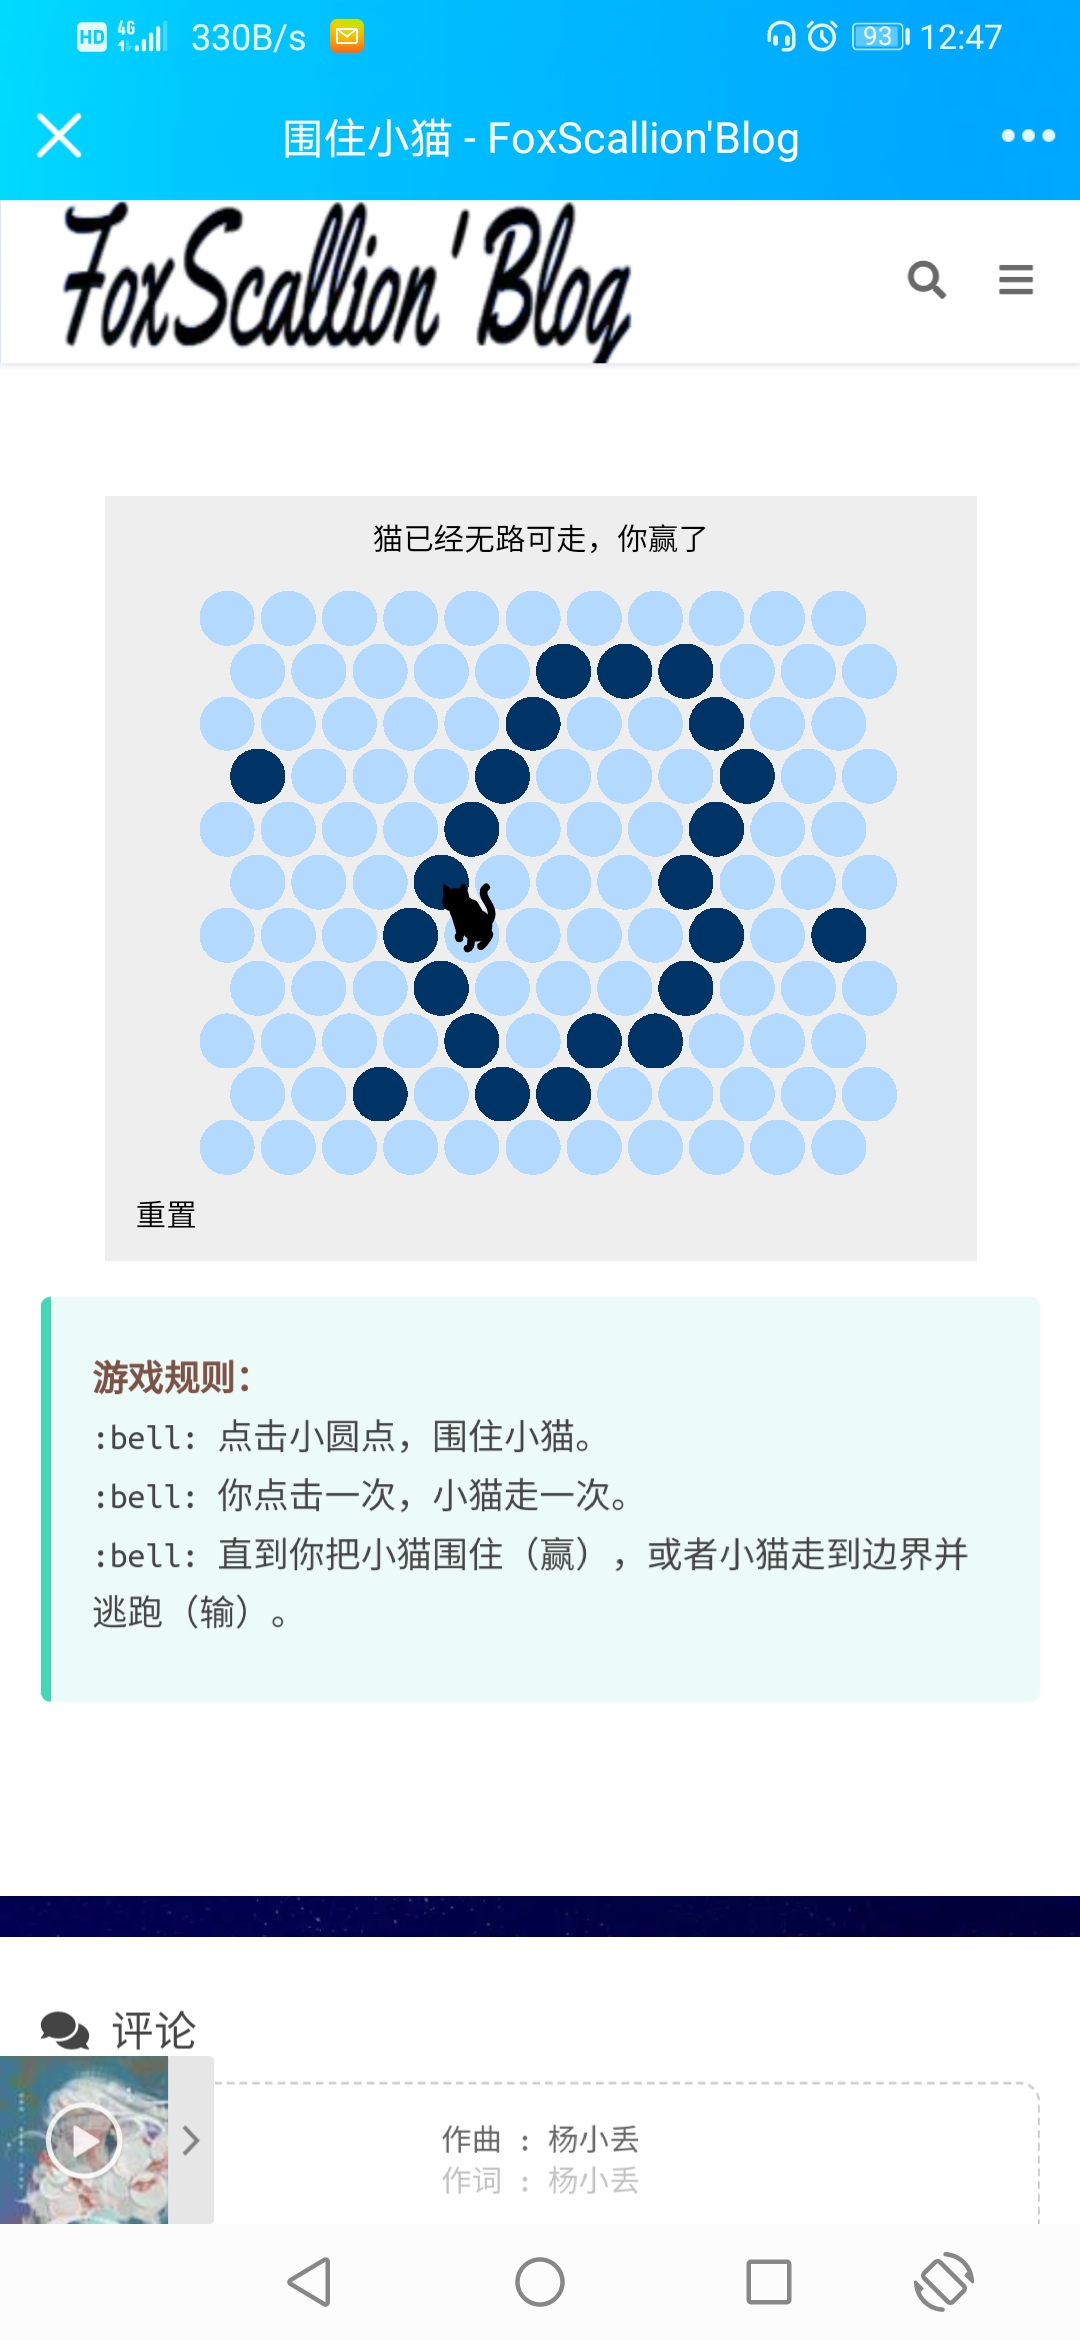 HD 4G 330B/s 93 12:47
围住小猫 - FoxScallion'Blog
FoxScallion' Blog
猫已经无路可走，你赢了
重置
游戏规则：
:bell: 点击小圆点，围住小猫。
:bell: 你点击一次，小猫走一次。
:bell: 直到你把小猫围住（赢），或者小猫走到边界并
逃跑（输）。
评论
作曲 : 杨小丢
作词 : 杨小丢